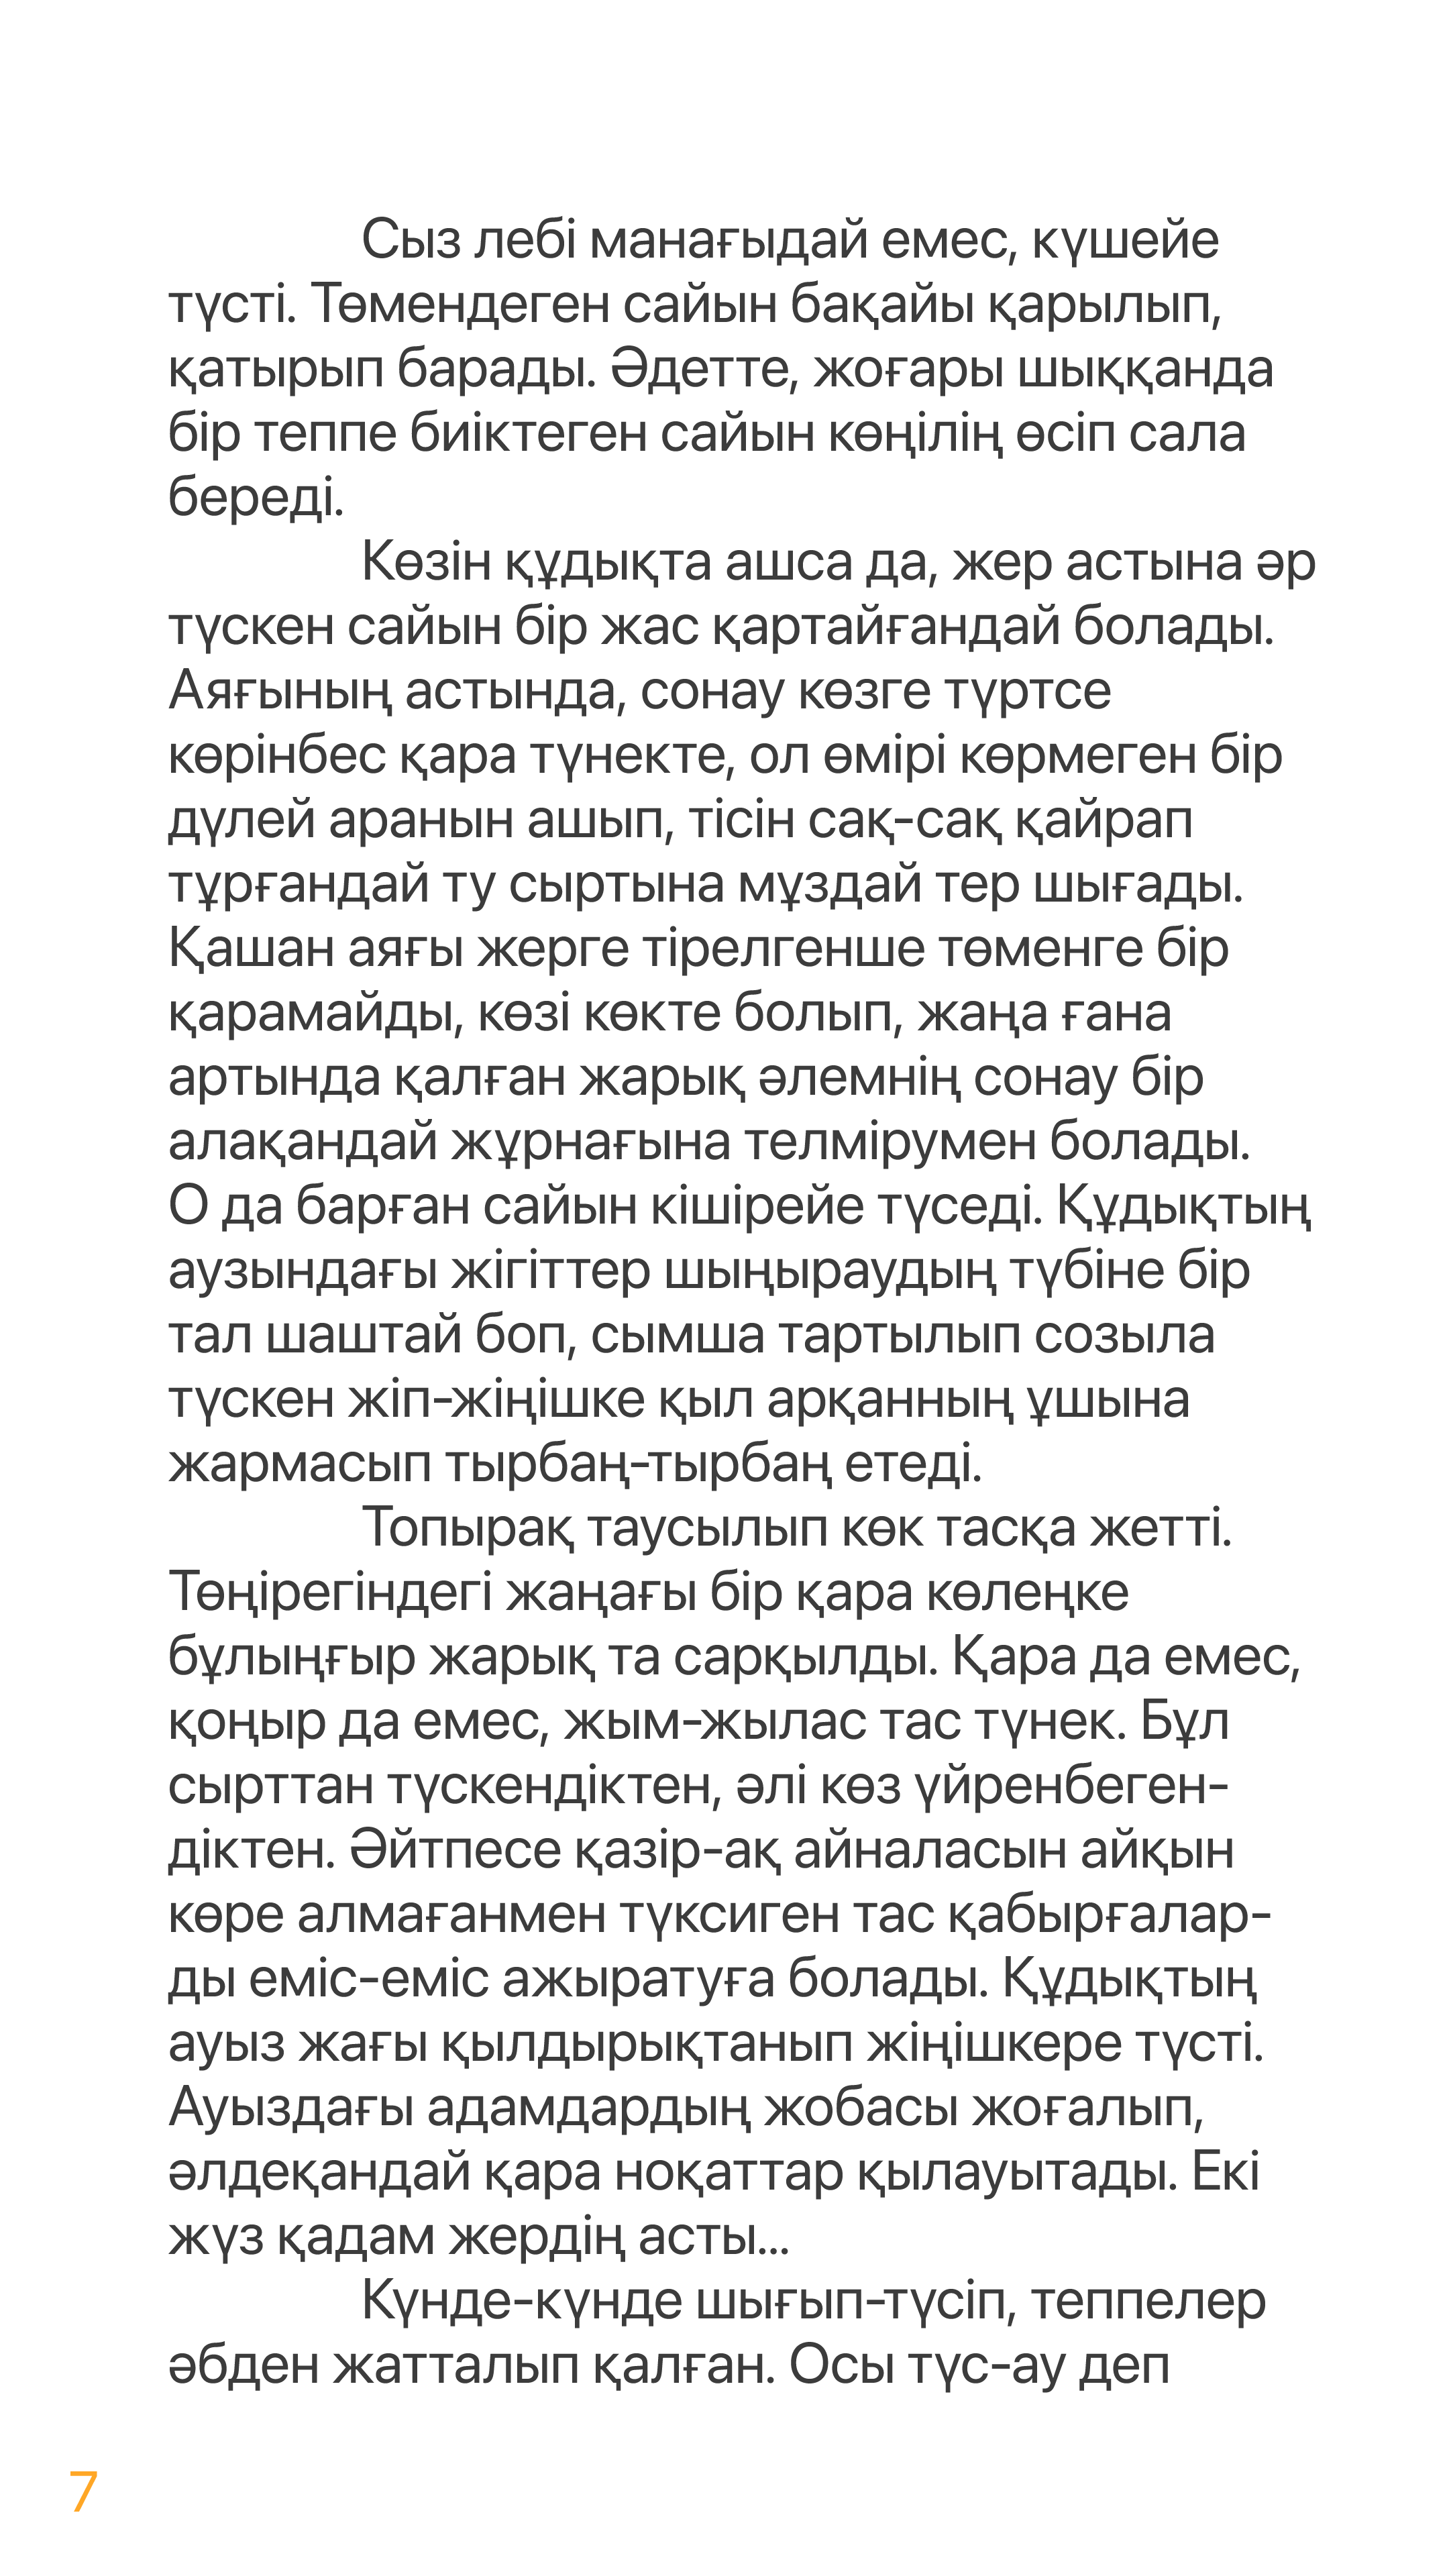 Сыз лебі манағыдай емес, күшейе
түсті. Төмендеген сайын бақайы қарылып,
қатырып барады. Әдетте, жоғары шыққанда
бір теппе биіктеген сайын көңілің өсіп сала
береді.
Көзін құдықта ашса да, жер астына әр
түскен сайын бір жас қартайғандай болады.
Аяғының астында, сонау көзге түртсе
көрінбес қара түнекте, ол өмірі көрмеген бір
дүлей аранын ашып, тісін сақ-сақ қайрап
тұрғандай ту сыртына мұздай тер шығады.
Қашан аяғы жерге тірелгенше төменге бір
қарамайды, көзі көкте болып, жаңа ғана
артында қалған жарық әлемнің сонау бір
алақандай жұрнағына телмірумен болады.
О да барған сайын кішірейе түседі. Құдықтың
аузындағы жігіттер шыңыраудың түбіне бір
тал шаштай боп, сымша тартылып созыла
түскен жіп-жіңішке қыл арқанның ұшына
жармасып тырбаң-тырбаң етеді.
Топырақ таусылып көк тасқа жетті.
Төңірегіндегі жаңағы бір қара көлеңке
бұлыңғыр жарық та сарқылды. Қара да емес,
қоңыр да емес, жым-жылас тас түнек. Бұл
сырттан түскендіктен, әлі көз үйренбеген-
діктен. Әйтпесе қазір-ақ айналасын айқын
көре алмағанмен түксиген тас қабырғалар-
ды еміс-еміс ажыратуға болады. Құдықтың
ауыз жағы қылдырықтанып жіңішкере түсті.
Ауыздағы адамдардың жобасы жоғалып,
әлдеқандай қара ноқаттар қылауытады. Екі
жүз қадам жердің асты...
Күнде-күнде шығып-түсіп, теппелер
әбден жатталып қалған. Осы түс-ау деп
7